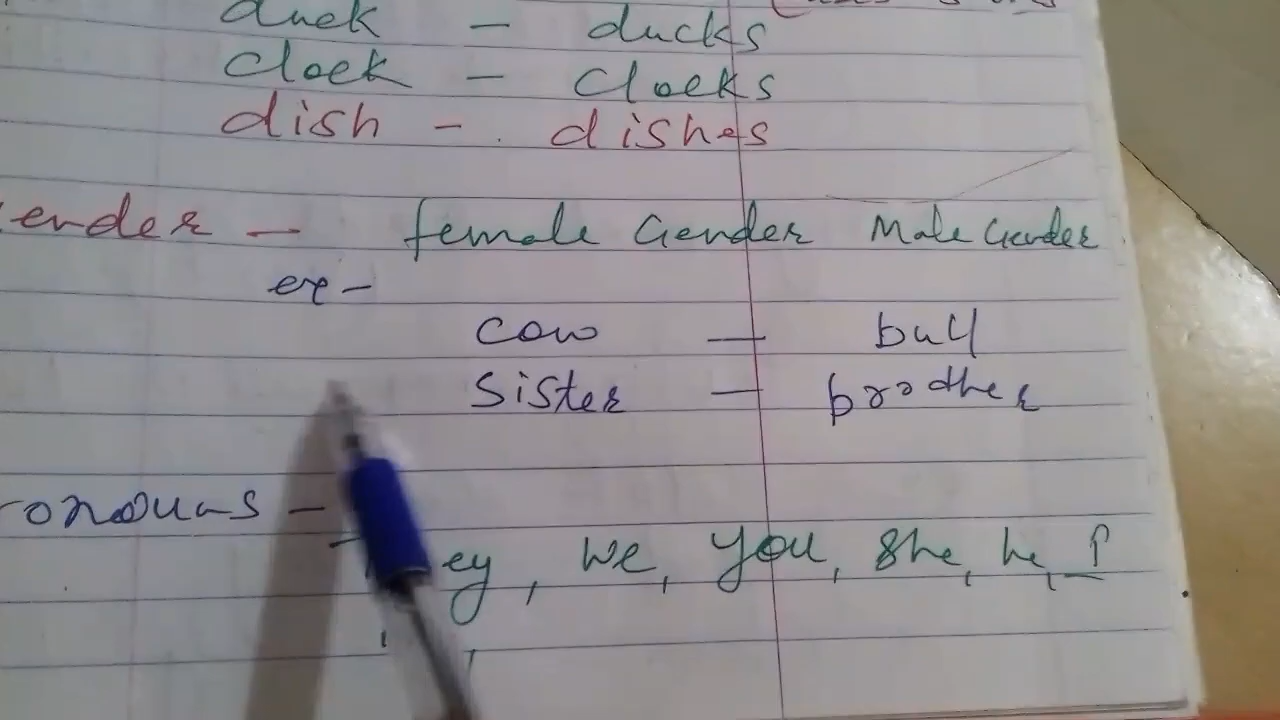 duck - ducks
clock - clocks
dish - dishes
ender - female Gender Male Gender
ex -
cow - bull
sister - brother
ronouns -
They, we, you, she, he, I